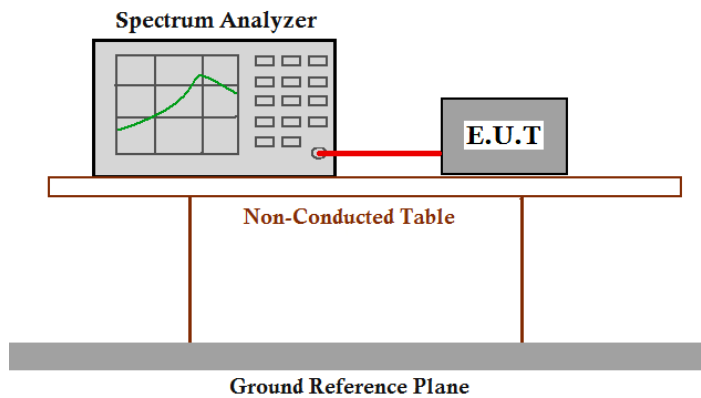 Spectrum Analyzer
E.U.T
Non-Conducted Table
Ground Reference Plane